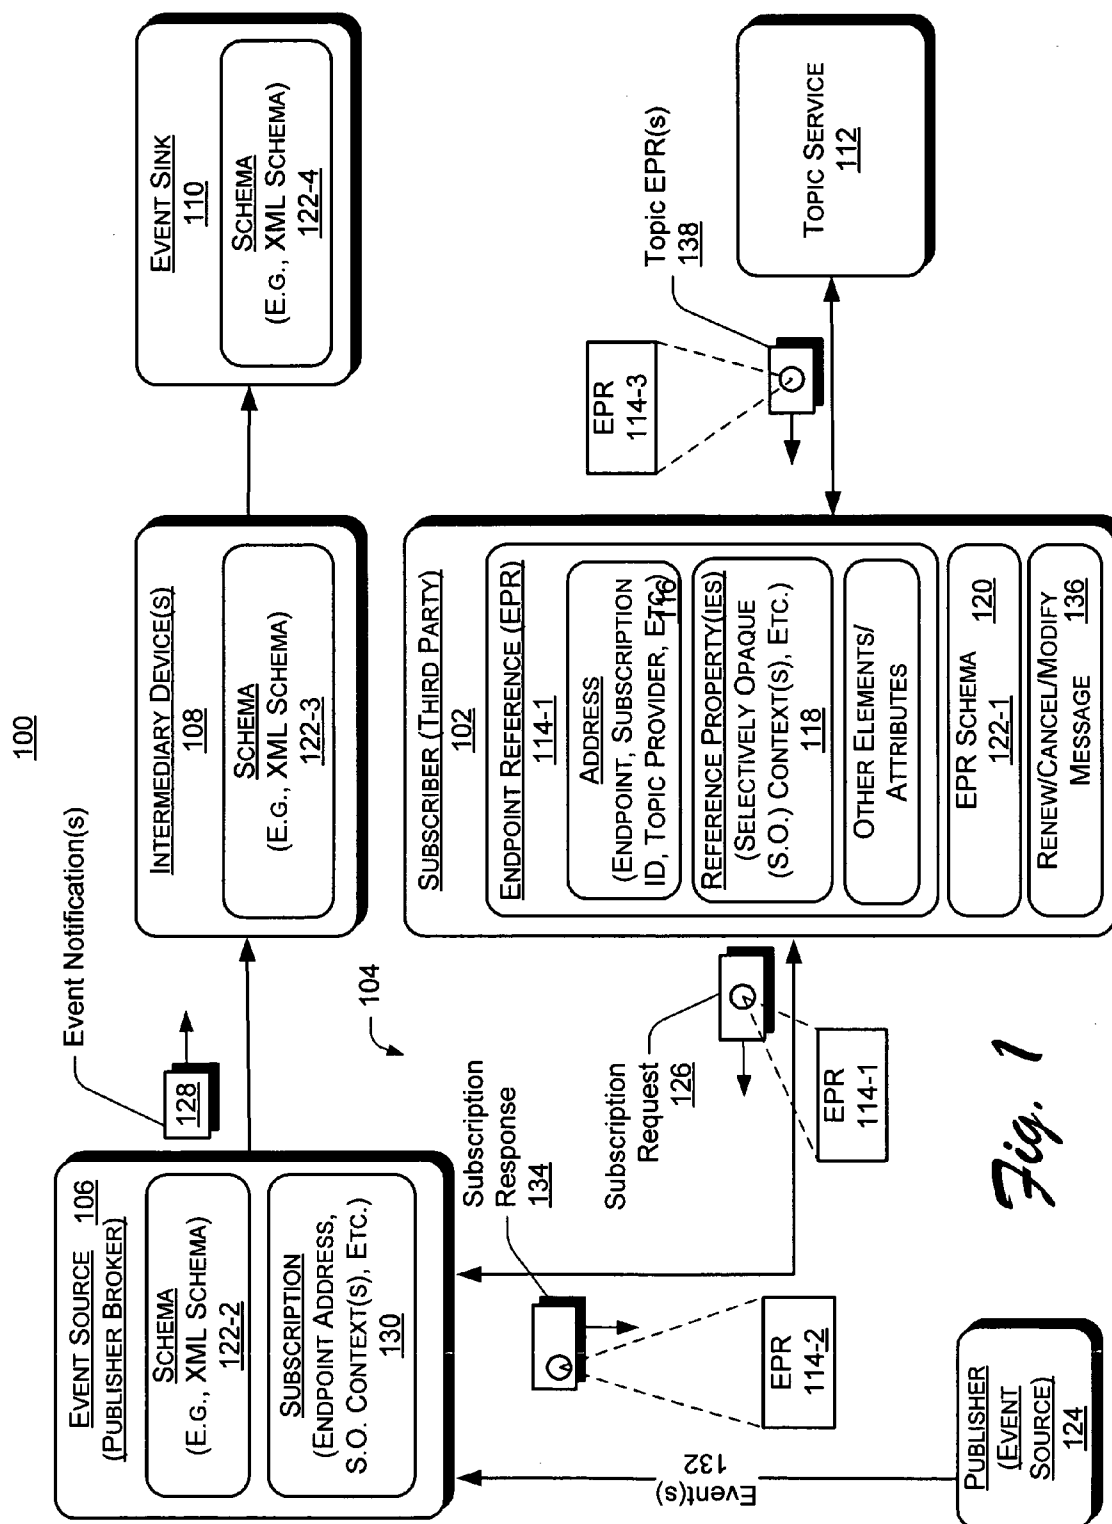 100
Event Notification(s)
128
EVENT SOURCE 106
(PUBLISHER BROKER)
SCHEMA
(E.G., XML SCHEMA)
122-2
SUBSCRIPTION
(ENDPOINT ADDRESS,
S.O. CONTEXT(S), ETC.)
130
INTERMEDIARY DEVICE(S)
108
SCHEMA
(E.G., XML SCHEMA)
122-3
EVENT SINK
110
SCHEMA
(E.G., XML SCHEMA)
122-4
104
Subscription
Response
134
EPR
114-2
Subscription
Request
126
EPR
114-1
SUBSCRIBER (THIRD PARTY)
102
ENDPOINT REFERENCE (EPR)
114-1
ADDRESS
(ENDPOINT, SUBSCRIPTION
ID, TOPIC PROVIDER, ETC)
116
REFERENCE PROPERTY(IES)
(SELECTIVELY OPAQUE
(S.O.) CONTEXT(S), ETC.)
118
OTHER ELEMENTS/
ATTRIBUTES
EPR SCHEMA 120
122-1
RENEW/CANCEL/MODIFY
MESSAGE 136
EPR
114-3
Topic EPR(s)
138
TOPIC SERVICE
112
Event(s)
132
PUBLISHER
(EVENT
SOURCE)
124
Fig. 1